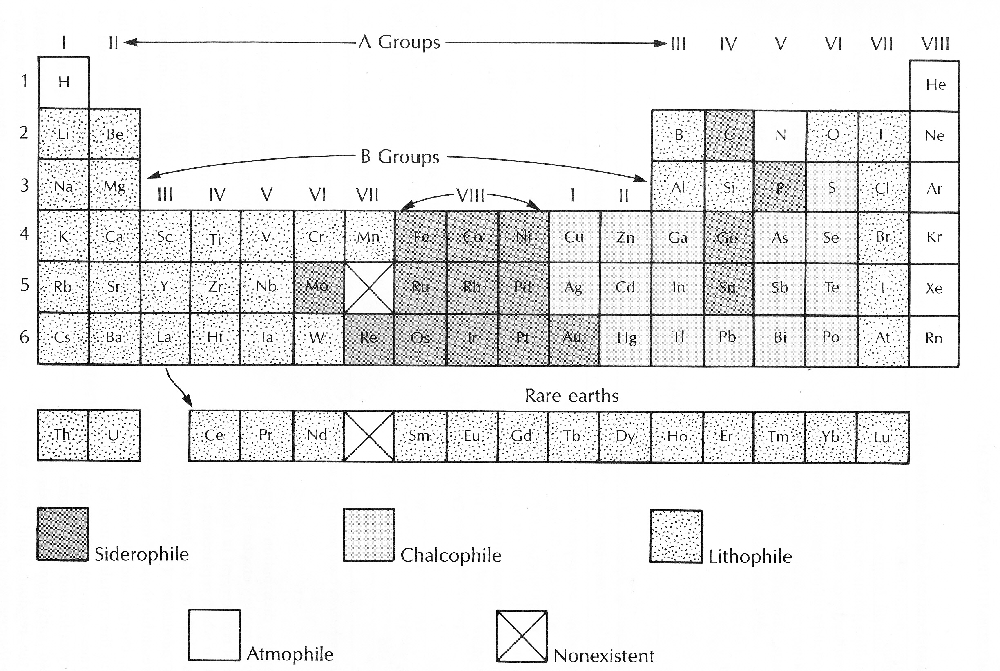 I II A Groups III IV V VI VII VIII
1 H He
2 Li Be B C N O F Ne
B Groups
3 Na Mg Al Si P S Cl Ar
III IV V VI VII VIII I II
4 K Ca Sc Ti V Cr Mn Fe Co Ni Cu Zn Ga Ge As Se Br Kr
5 Rb Sr Y Zr Nb Mo Ru Rh Pd Ag Cd In Sn Sb Te I Xe
6 Cs Ba La Hf Ta W Re Os Ir Pt Au Hg Tl Pb Bi Po At Rn
Rare earths
Th U Ce Pr Nd Sm Eu Gd Tb Dy Ho Er Tm Yb Lu
Siderophile Chalcophile Lithophile
Atmophile Nonexistent